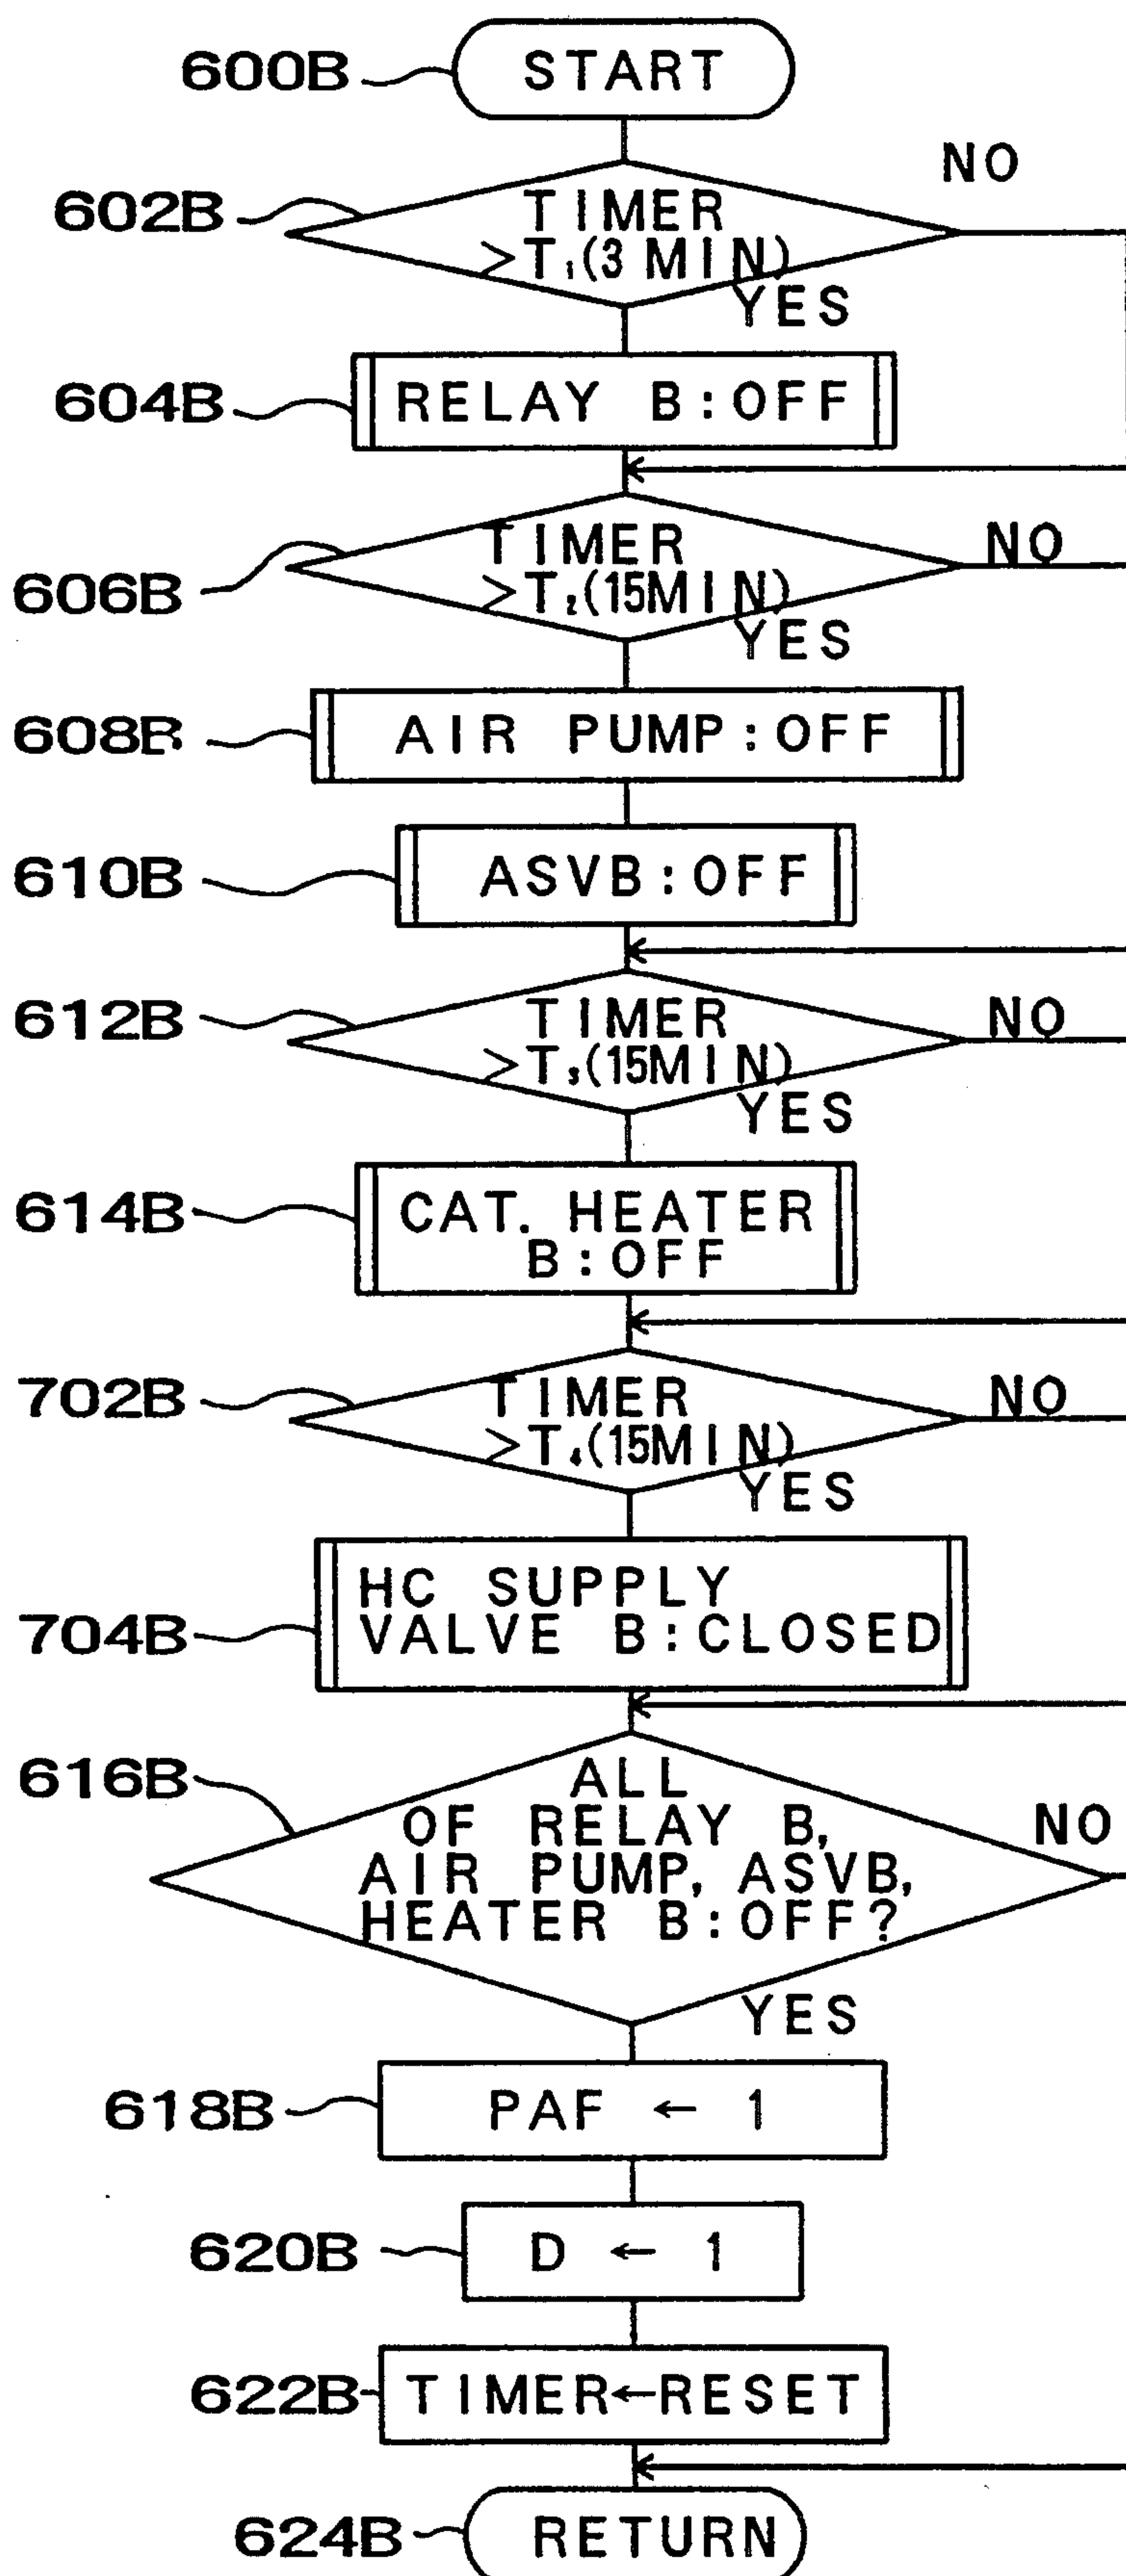 600B
START
602B
TIMER
>T₁(3 MIN)
NO
YES
604B
RELAY B:OFF
606B
TIMER
>T₂(15MIN)
NO
YES
608B
AIR PUMP:OFF
610B
ASVB:OFF
612B
TIMER
>T₃(15MIN)
NO
YES
614B
CAT. HEATER
B:OFF
702B
TIMER
>T₄(15MIN)
NO
YES
704B
HC SUPPLY
VALVE B:CLOSED
616B
ALL
OF RELAY B,
AIR PUMP, ASVB,
HEATER B:OFF?
NO
YES
618B
PAF ← 1
620B
D ← 1
622B
TIMER←RESET
624B
RETURN